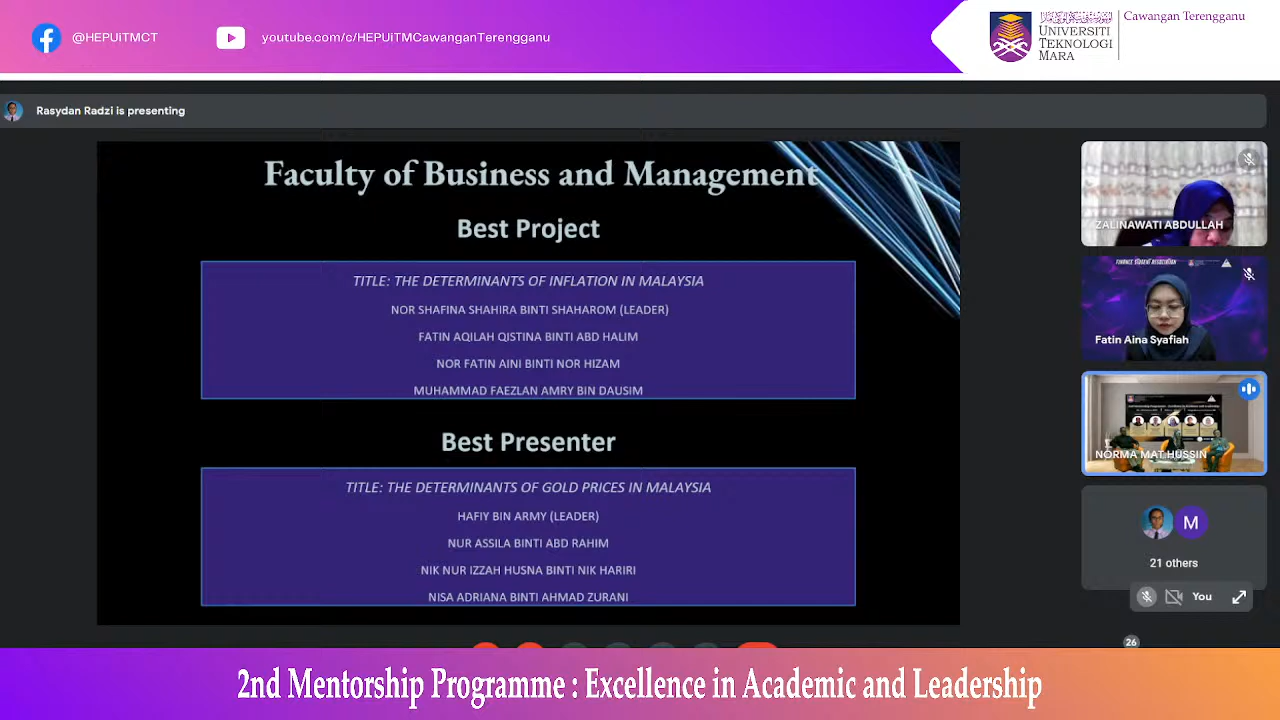 @HEPUiTMCT
youtube.com/c/HEPUiTMCawanganTerengganu
UNIVERSITI
TEKNOLOGI
MARA
Cawangan Terengganu
Rasydan Radzi is presenting
Faculty of Business and Management
Best Project
TITLE: THE DETERMINANTS OF INFLATION IN MALAYSIA
NOR SHAFINA SHAHIRA BINTI SHAHAROM (LEADER)
FATIN AQILAH QISTINA BINTI ABD HALIM
NOR FATIN AINI BINTI NOR HIZAM
MUHAMMAD FAEZLAN AMRY BIN DAUSIM
Best Presenter
TITLE: THE DETERMINANTS OF GOLD PRICES IN MALAYSIA
HAFIY BIN ARMY (LEADER)
NUR ASSILA BINTI ABD RAHIM
NIK NUR IZZAH HUSNA BINTI NIK HARIRI
NISA ADRIANA BINTI AHMAD ZURANI
ZALINAWATI ABDULLAH
FINANCE STUDENT ASSOCIATION
Fatin Aina Syafiah
NORMA MAT HUSSIN
M
21 others
You
26
2nd Mentorship Programme : Excellence in Academic and Leadership